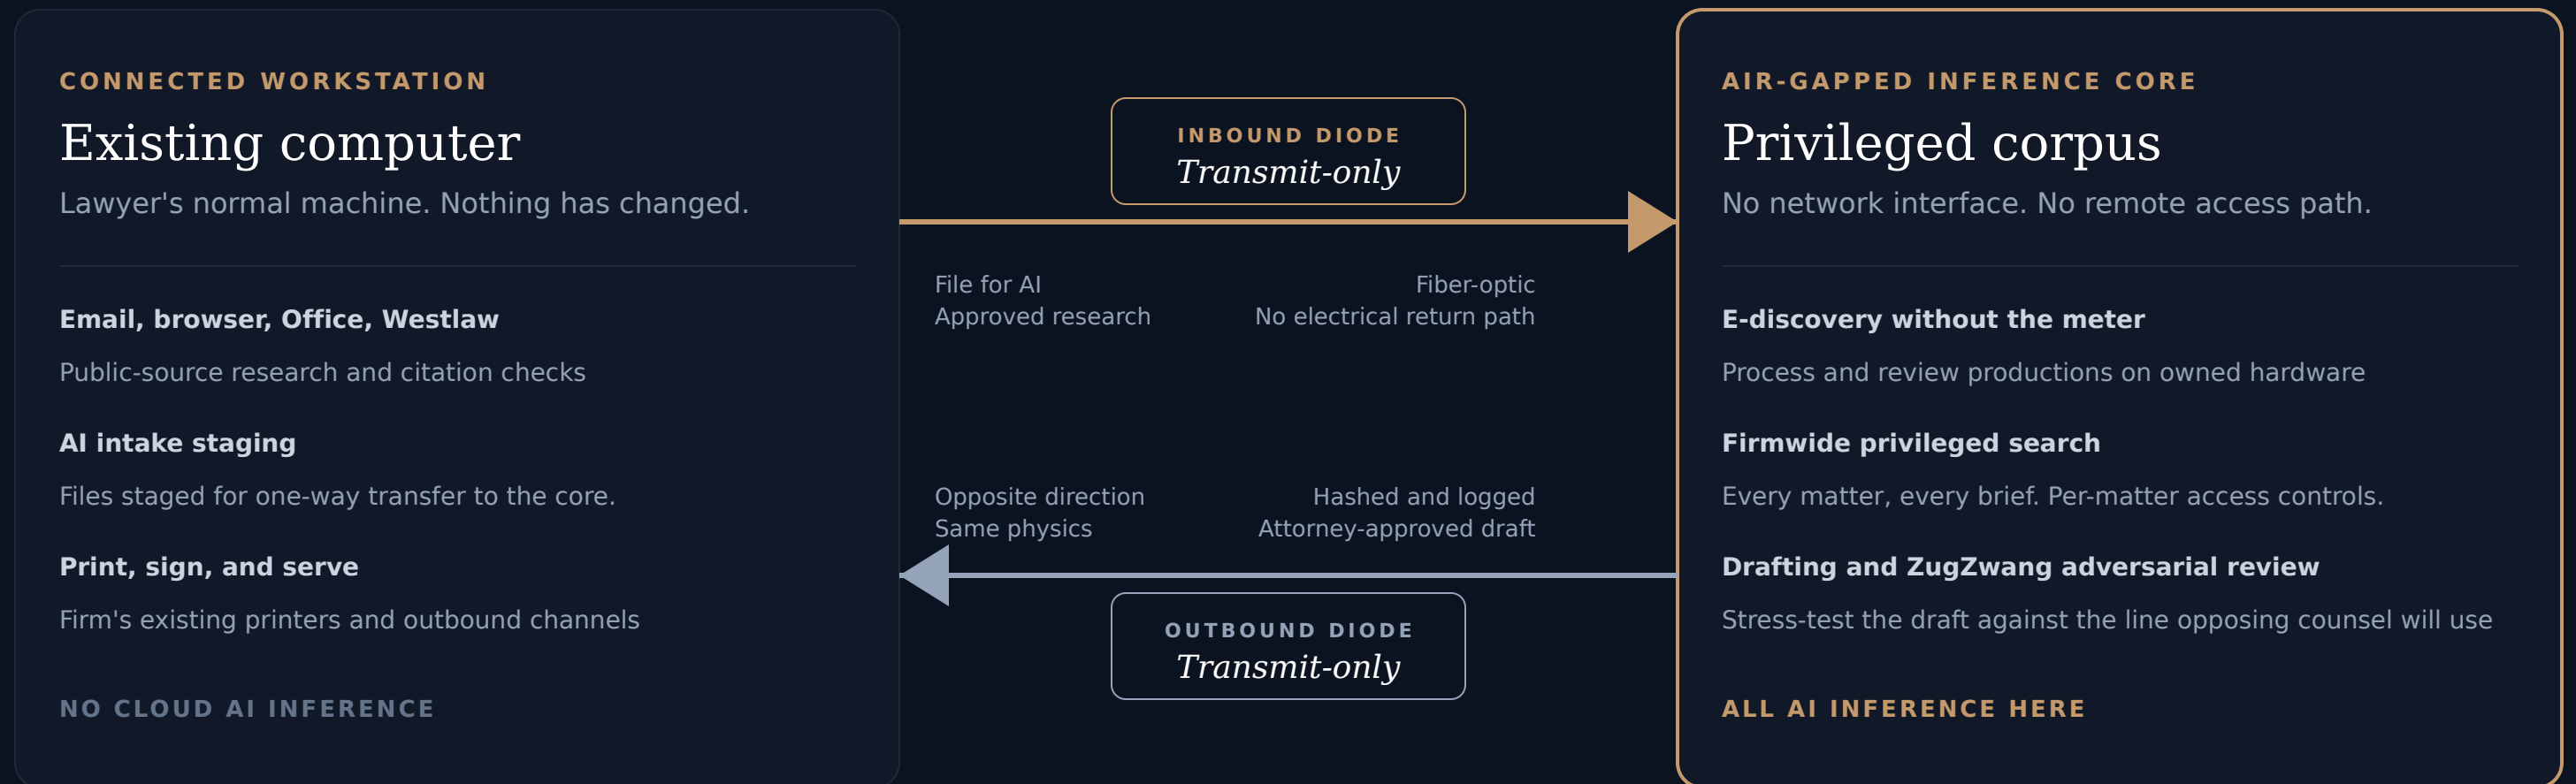 CONNECTED WORKSTATION
Existing computer
Lawyer's normal machine. Nothing has changed.
Email, browser, Office, Westlaw
Public-source research and citation checks
AI intake staging
Files staged for one-way transfer to the core.
Print, sign, and serve
Firm's existing printers and outbound channels
NO CLOUD AI INFERENCE
INBOUND DIODE
Transmit-only
File for AI
Approved research
Fiber-optic
No electrical return path
Opposite direction
Same physics
Hashed and logged
Attorney-approved draft
OUTBOUND DIODE
Transmit-only
AIR-GAPPED INFERENCE CORE
Privileged corpus
No network interface. No remote access path.
E-discovery without the meter
Process and review productions on owned hardware
Firmwide privileged search
Every matter, every brief. Per-matter access controls.
Drafting and ZugZwang adversarial review
Stress-test the draft against the line opposing counsel will use
ALL AI INFERENCE HERE